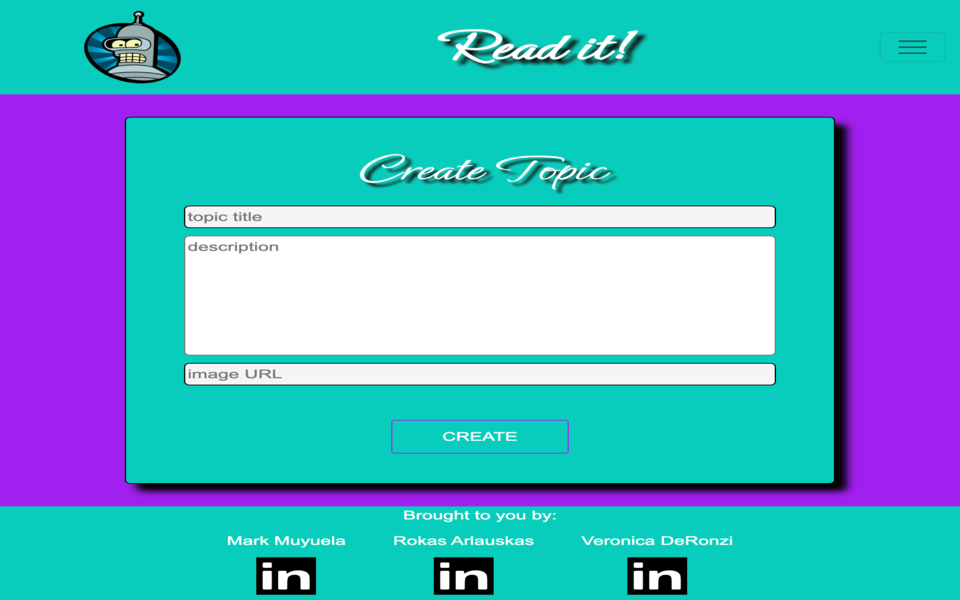 Read it!
Create Topic
topic title
description
image URL
CREATE
Brought to you by:
Mark Muyuela Rokas Arlauskas Veronica DeRonzi
in in in